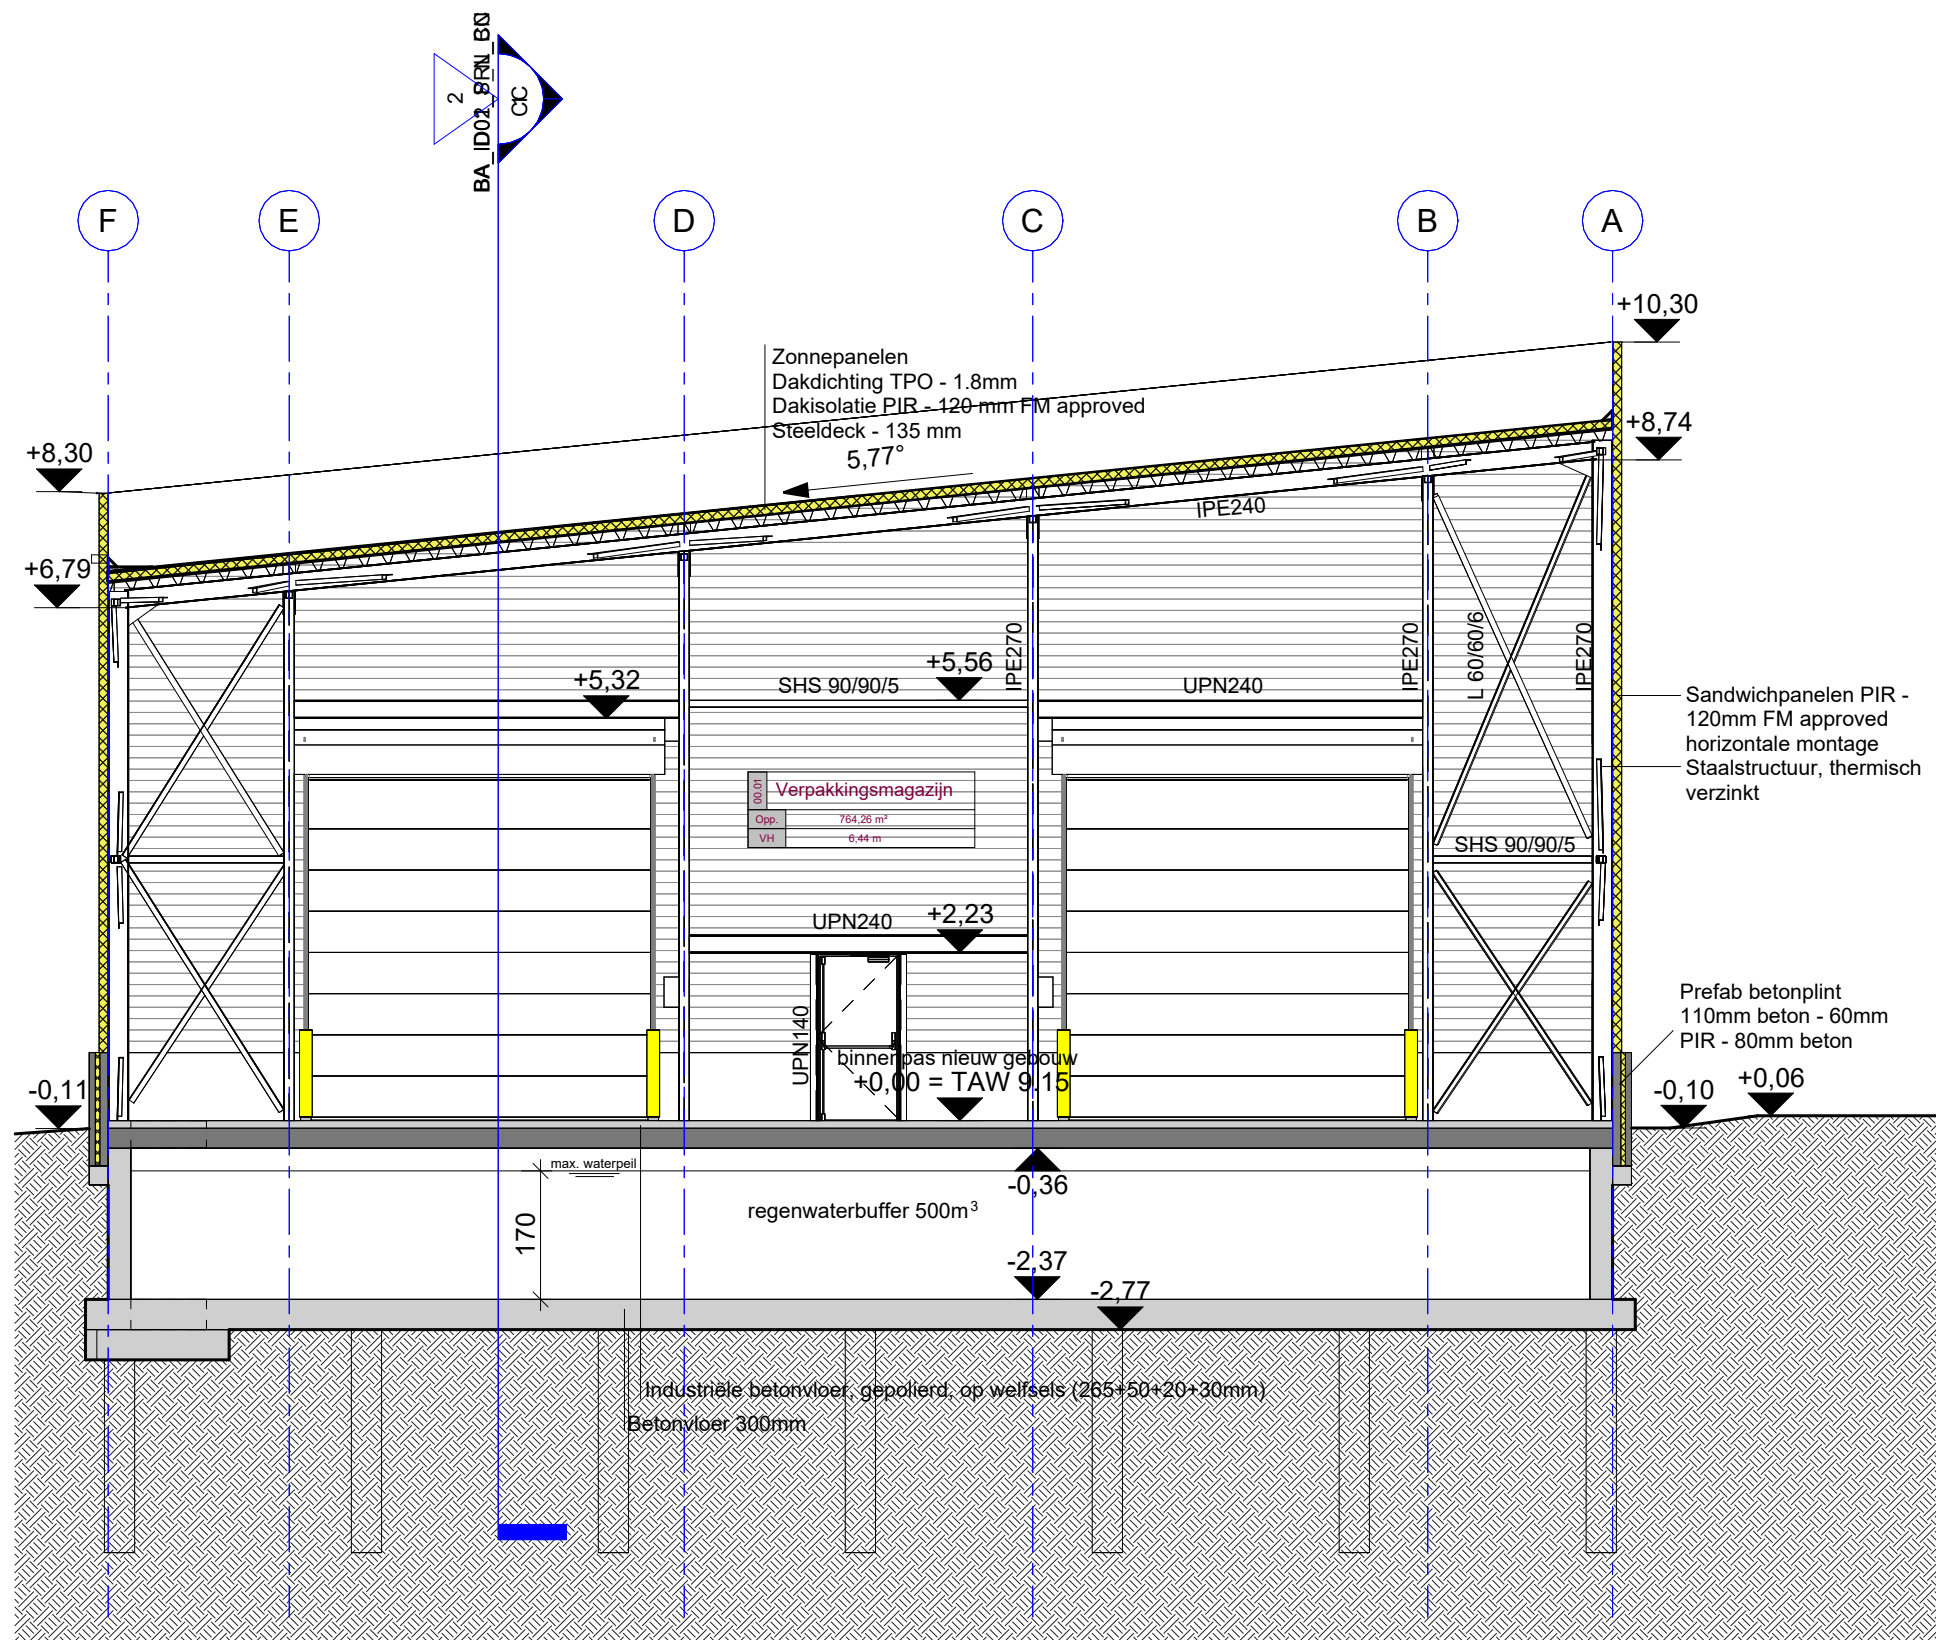 2
C1C
F
E
D
C
B
A
+10,30
Zonnepanelen
Dakdichting TPO - 1.8mm
Dakisolatie PIR - 120 mm FM approved
Steeldeck - 135 mm
5,77°
+8,30
+8,74
IPE240
+6,79
+5,32
SHS 90/90/5
+5,56
IPE270
UPN240
IPE270
L 60/60/6
IPE270
Sandwichpanelen PIR -
120mm FM approved
horizontale montage
Staalstructuur, thermisch
verzinkt
00.01
Verpakkingsmagazijn
Opp.
764,26 m²
VH
6,44 m
SHS 90/90/5
UPN240
+2,23
UPN140
binnenpas nieuw gebouw
+0,00 = TAW 9.15
Prefab betonplint
110mm beton - 60mm
PIR - 80mm beton
-0,11
-0,10
+0,06
max. waterpeil
-0,36
170
regenwaterbuffer 500m³
-2,37
-2,77
Industriële betonvloer, gepolierd, op welfsels (265+50+20+30mm)
Betonvloer 300mm